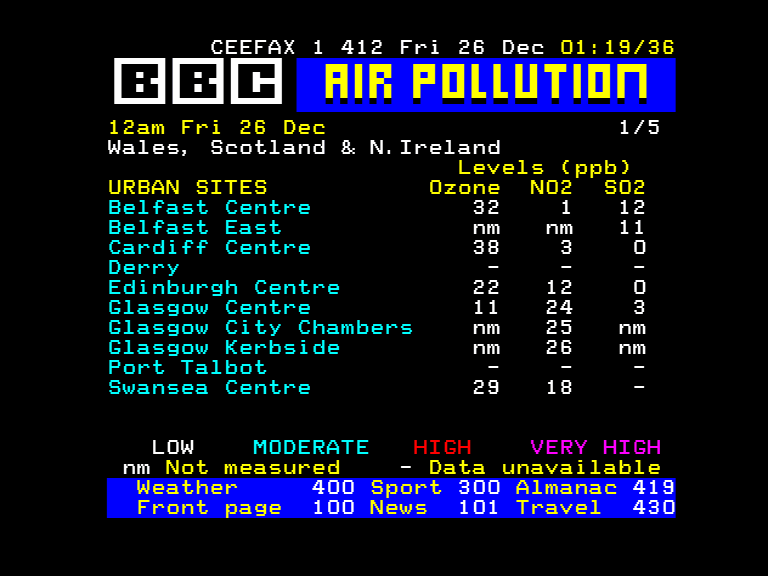 CEEFAX 1 412 Fri 26 Dec 01:19/36
BBC AIR POLLUTION
12am Fri 26 Dec 1/5
Wales, Scotland & N.Ireland
Levels (ppb)
URBAN SITES Ozone NO2 SO2
Belfast Centre 32 1 12
Belfast East nm nm 11
Cardiff Centre 38 3 0
Derry - - -
Edinburgh Centre 22 12 0
Glasgow Centre 11 24 3
Glasgow City Chambers nm 25 nm
Glasgow Kerbside nm 26 nm
Port Talbot - - -
Swansea Centre 29 18 -
LOW MODERATE HIGH VERY HIGH
nm Not measured - Data unavailable
Weather 400 Sport 300 Almanac 419
Front page 100 News 101 Travel 430